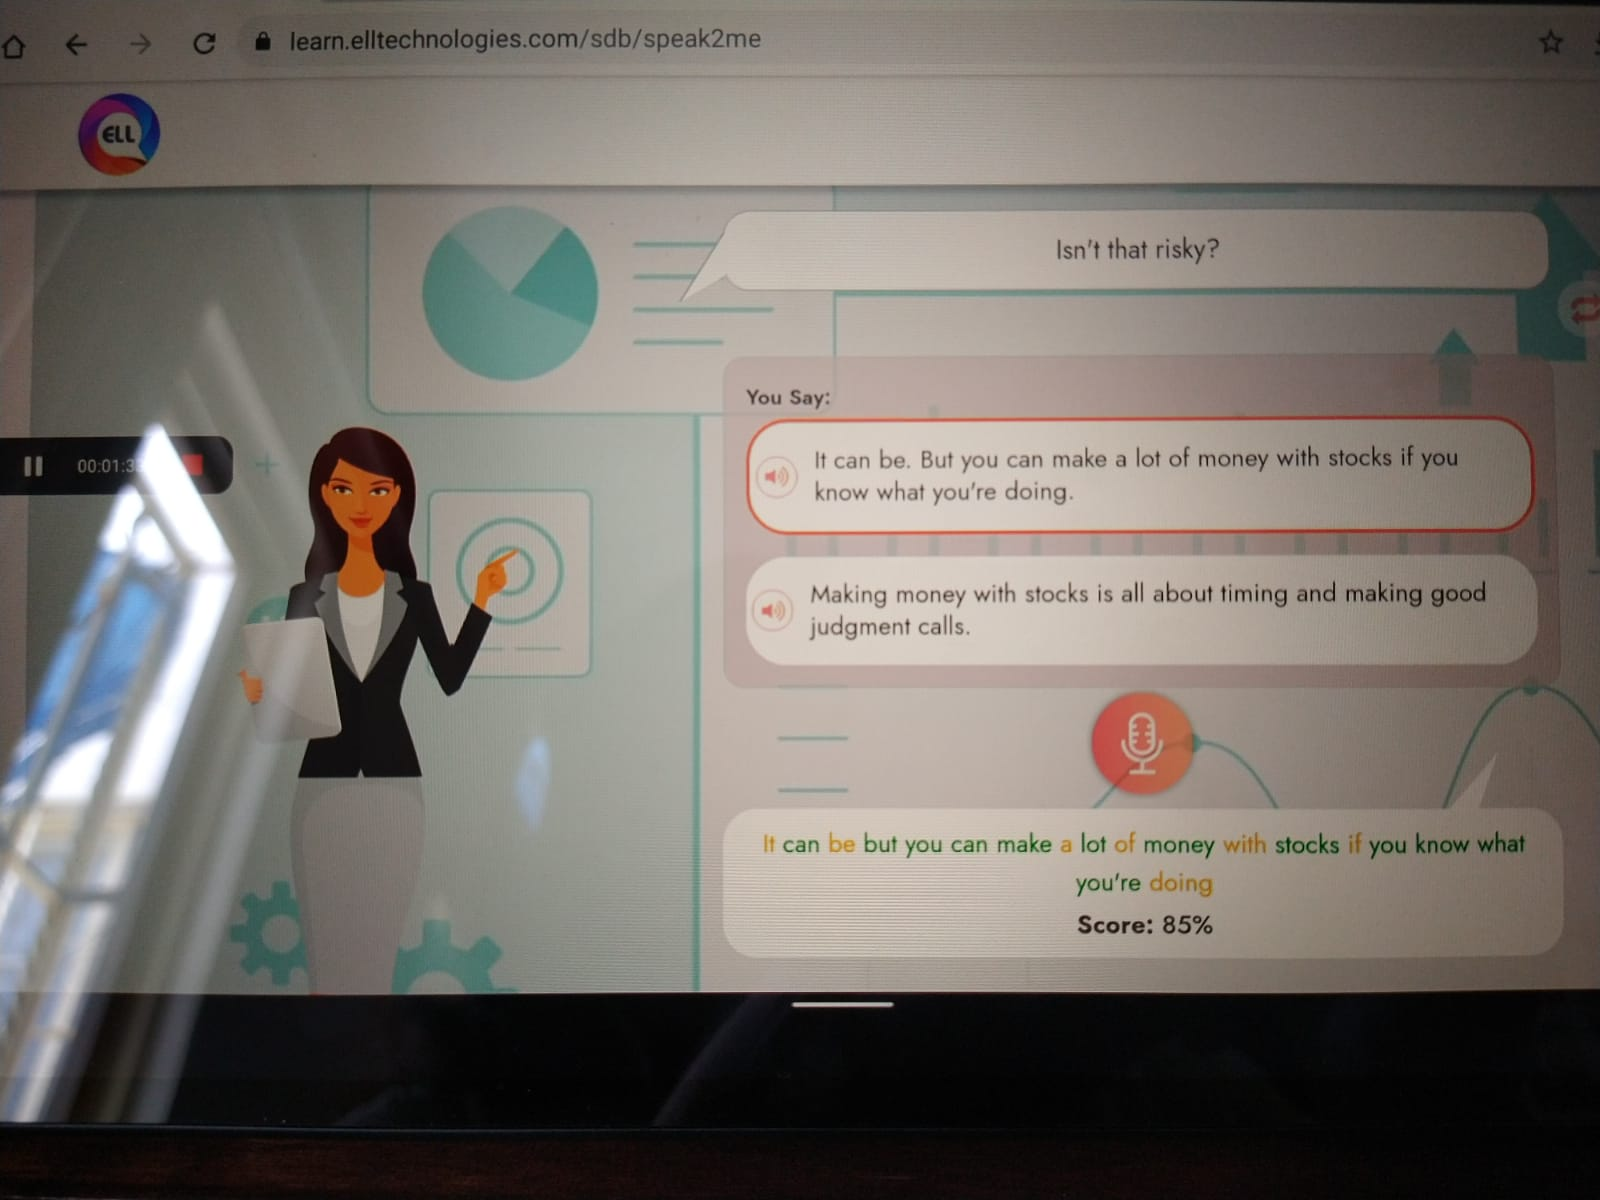 learn.elltechnologies.com/sdb/speak2me
ELL
Isn't that risky?
You Say:
It can be. But you can make a lot of money with stocks if you
know what you're doing.
00:01:3
Making money with stocks is all about timing and making good
judgment calls.
It can be but you can make a lot of money with stocks if you know what
you're doing
Score: 85%